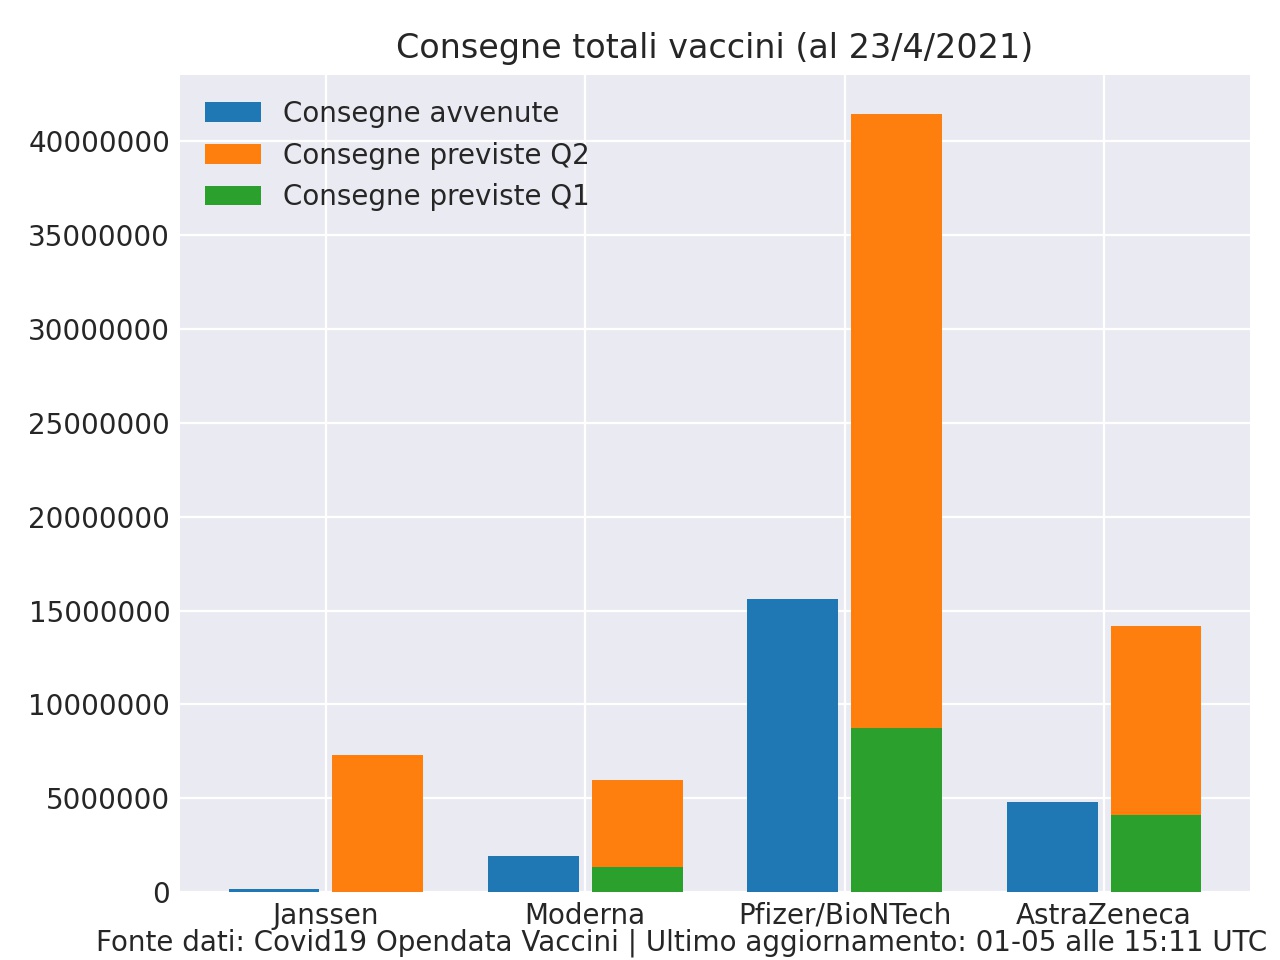 Consegne totali vaccini (al 23/4/2021)
Consegne avvenute
Consegne previste Q2
Consegne previste Q1
40000000
35000000
30000000
25000000
20000000
15000000
10000000
5000000
0
Janssen Moderna Pfizer/BioNTech AstraZeneca
Fonte dati: Covid19 Opendata Vaccini | Ultimo aggiornamento: 01-05 alle 15:11 UTC